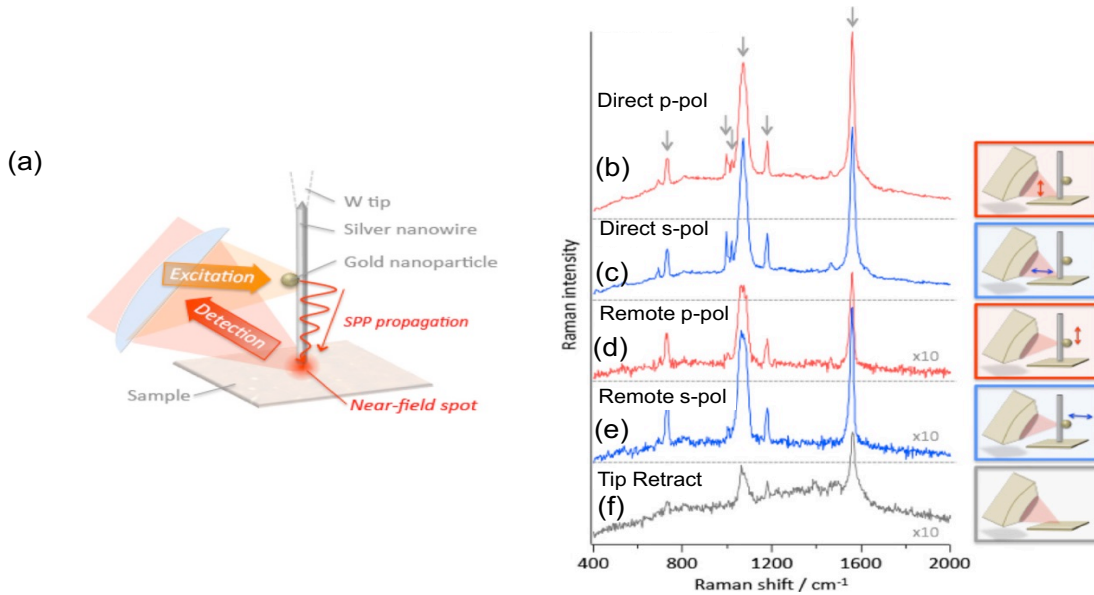 (a)
W tip
Silver nanowire
Gold nanoparticle
Excitation
Detection
SPP propagation
Sample
Near-field spot
Raman intensity
Direct p-pol
(b)
Direct s-pol
(c)
Remote p-pol
(d)
x10
Remote s-pol
(e)
x10
Tip Retract
(f)
x10
400 800 1200 1600 2000
Raman shift / cm⁻¹